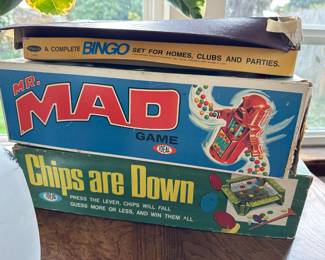 A COMPLETE BINGO SET FOR HOMES, CLUBS AND PARTIES.
MR.
MAD
GAME
IDEAL
Chips are Down
IDEAL
PRESS THE LEVER, CHIPS WILL FALL
GUESS MORE OR LESS, AND WIN THEM ALL